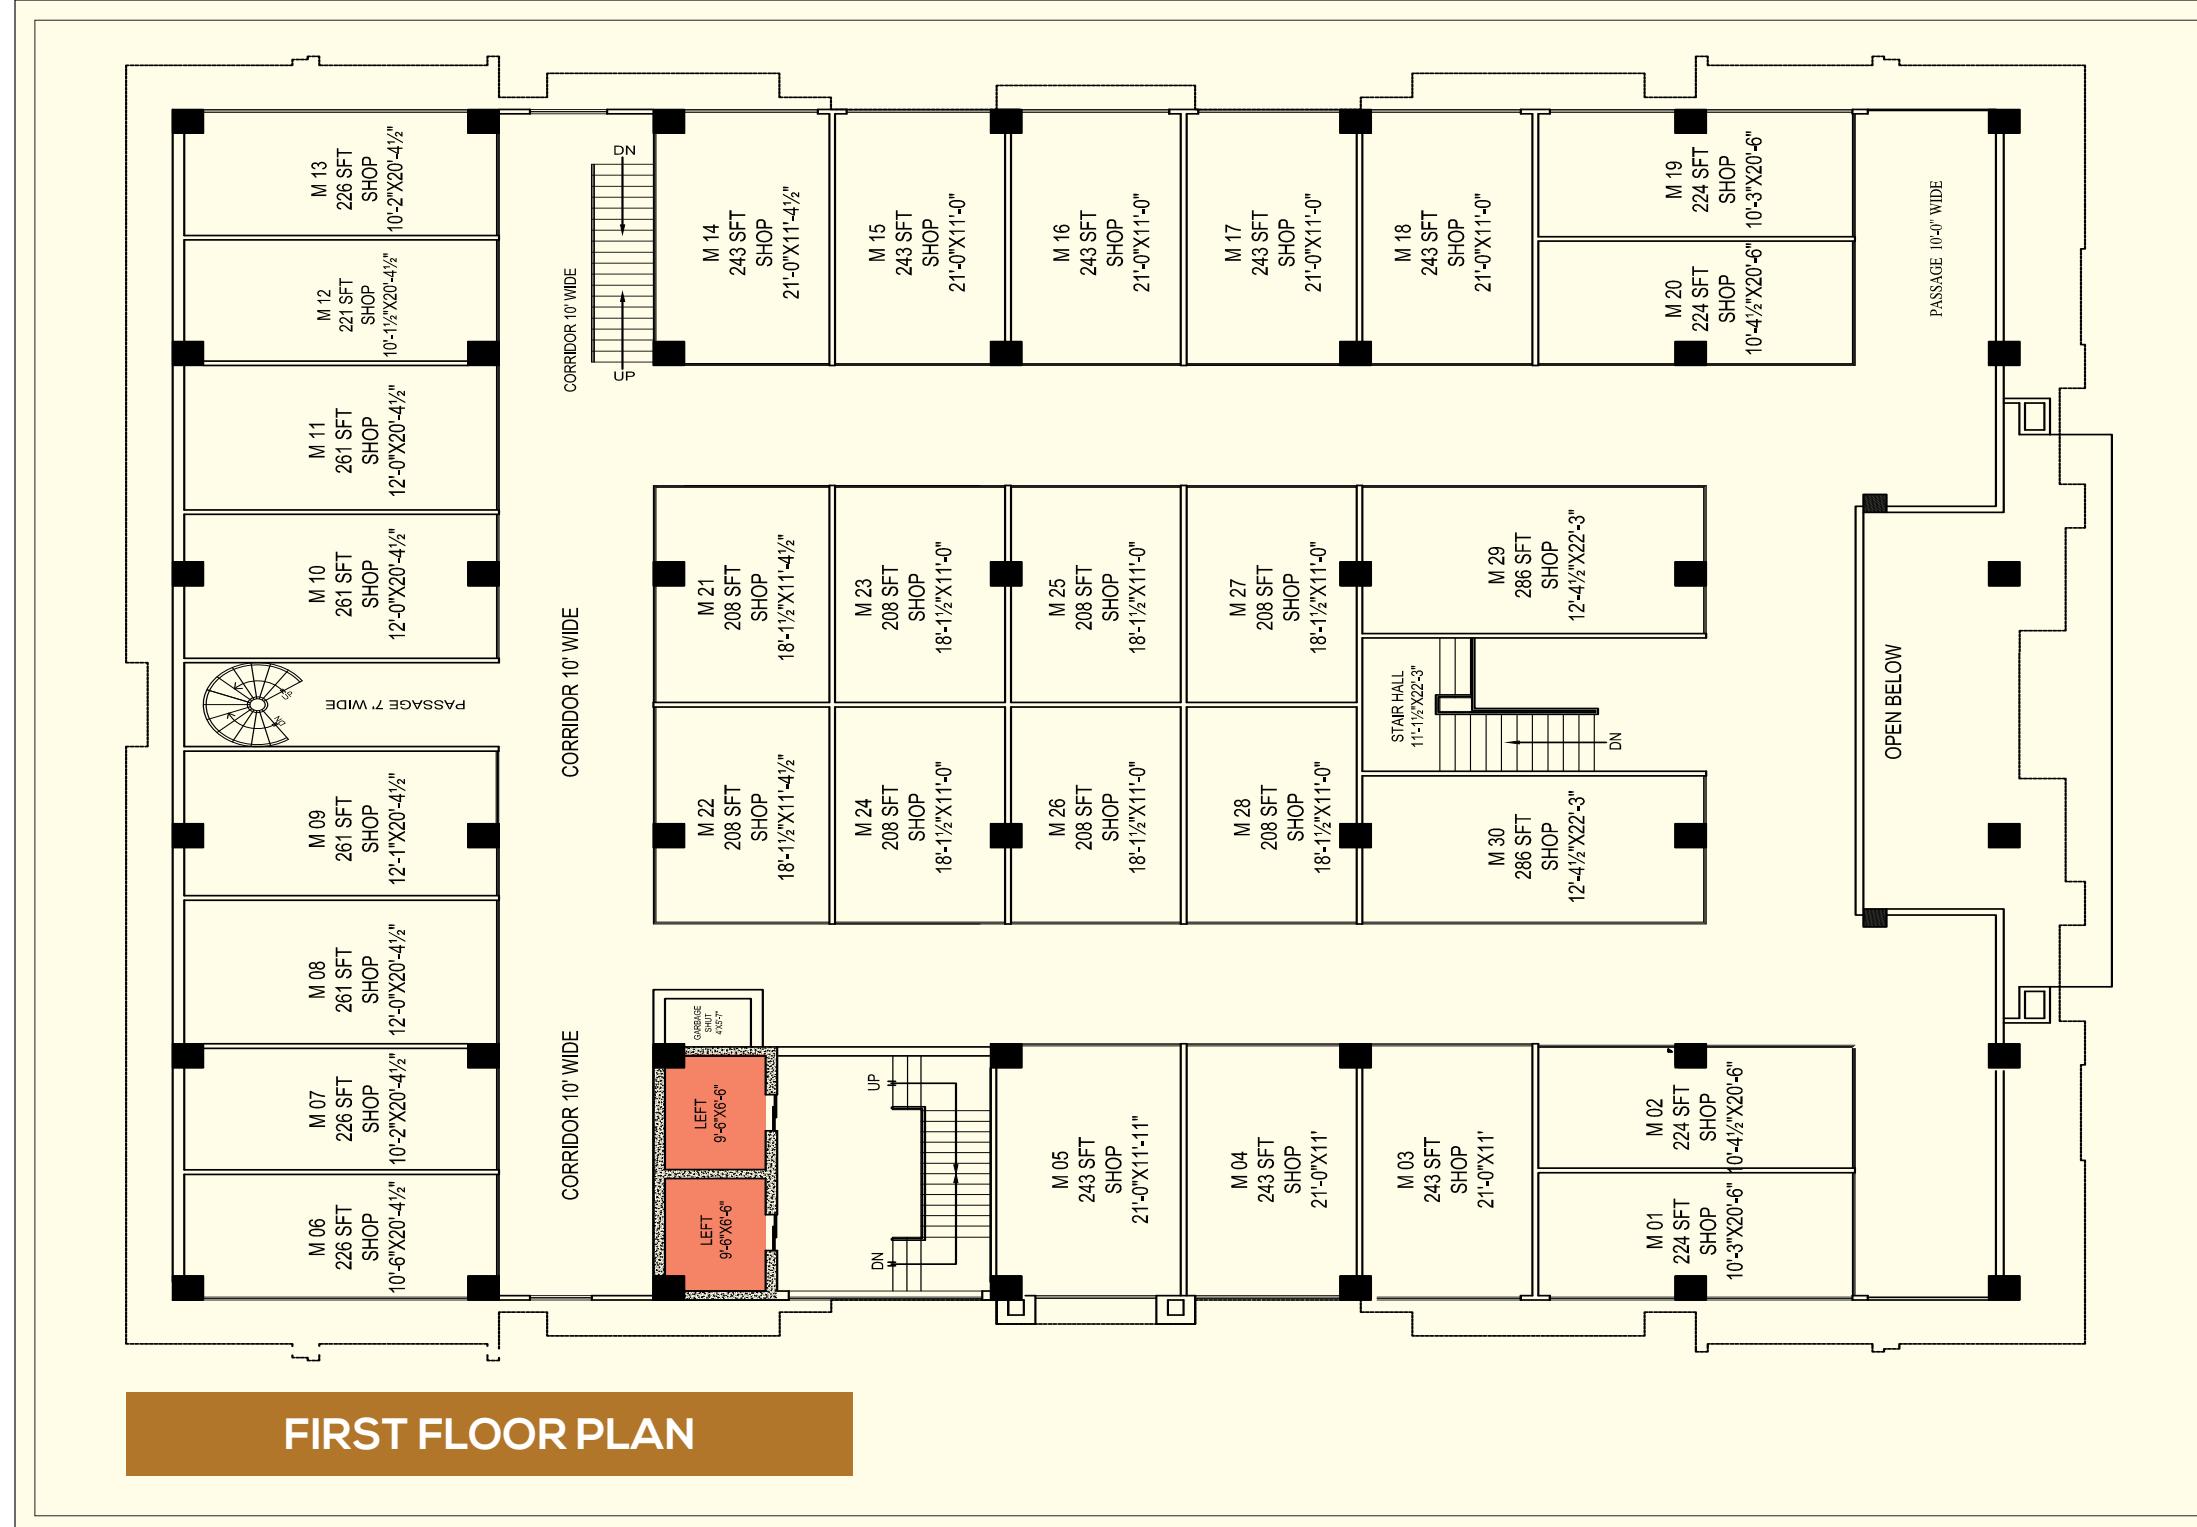 M 13
226 SFT
SHOP
10'-2"X20'-4½"
M 12
221 SFT
SHOP
10'-1½"X20'-4½"
M 11
261 SFT
SHOP
12'-0"X20'-4½"
M 10
261 SFT
SHOP
12'-0"X20'-4½"
UP
DN
PASSAGE 7' WIDE
M 09
261 SFT
SHOP
12'-1"X20'-4½"
M 08
261 SFT
SHOP
12'-0"X20'-4½"
M 07
226 SFT
SHOP
10'-2"X20'-4½"
M 06
226 SFT
SHOP
10'-6"X20'-4½"
CORRIDOR 10' WIDE
DN
UP
CORRIDOR 10' WIDE
CORRIDOR 10' WIDE
M 14
243 SFT
SHOP
21'-0"X11'-4½"
M 15
243 SFT
SHOP
21'-0"X11'-0"
M 16
243 SFT
SHOP
21'-0"X11'-0"
M 17
243 SFT
SHOP
21'-0"X11'-0"
M 18
243 SFT
SHOP
21'-0"X11'-0"
M 19
224 SFT
SHOP
10'-3"X20'-6"
M 20
224 SFT
SHOP
10'-4½"X20'-6"
PASSAGE 10'-0" WIDE
M 21
208 SFT
SHOP
18'-1½"X11'-4½"
M 23
208 SFT
SHOP
18'-1½"X11'-0"
M 25
208 SFT
SHOP
18'-1½"X11'-0"
M 27
208 SFT
SHOP
18'-1½"X11'-0"
M 29
286 SFT
SHOP
12'-4½"X22'-3"
STAIR HALL
11'-1½"X22'-3"
DN
OPEN BELOW
M 22
208 SFT
SHOP
18'-1½"X11'-4½"
M 24
208 SFT
SHOP
18'-1½"X11'-0"
M 26
208 SFT
SHOP
18'-1½"X11'-0"
M 28
208 SFT
SHOP
18'-1½"X11'-0"
M 30
286 SFT
SHOP
12'-4½"X22'-3"
GARBAGE
SHUT
4'X5'-7"
LEFT
9'-6"X6'-6"
LEFT
9'-6"X6'-6"
UP
DN
M 05
243 SFT
SHOP
21'-0"X11'-11"
M 04
243 SFT
SHOP
21'-0"X11'
M 03
243 SFT
SHOP
21'-0"X11'
M 02
224 SFT
SHOP
10'-4½"X20'-6"
M 01
224 SFT
SHOP
10'-3"X20'-6"
FIRST FLOOR PLAN